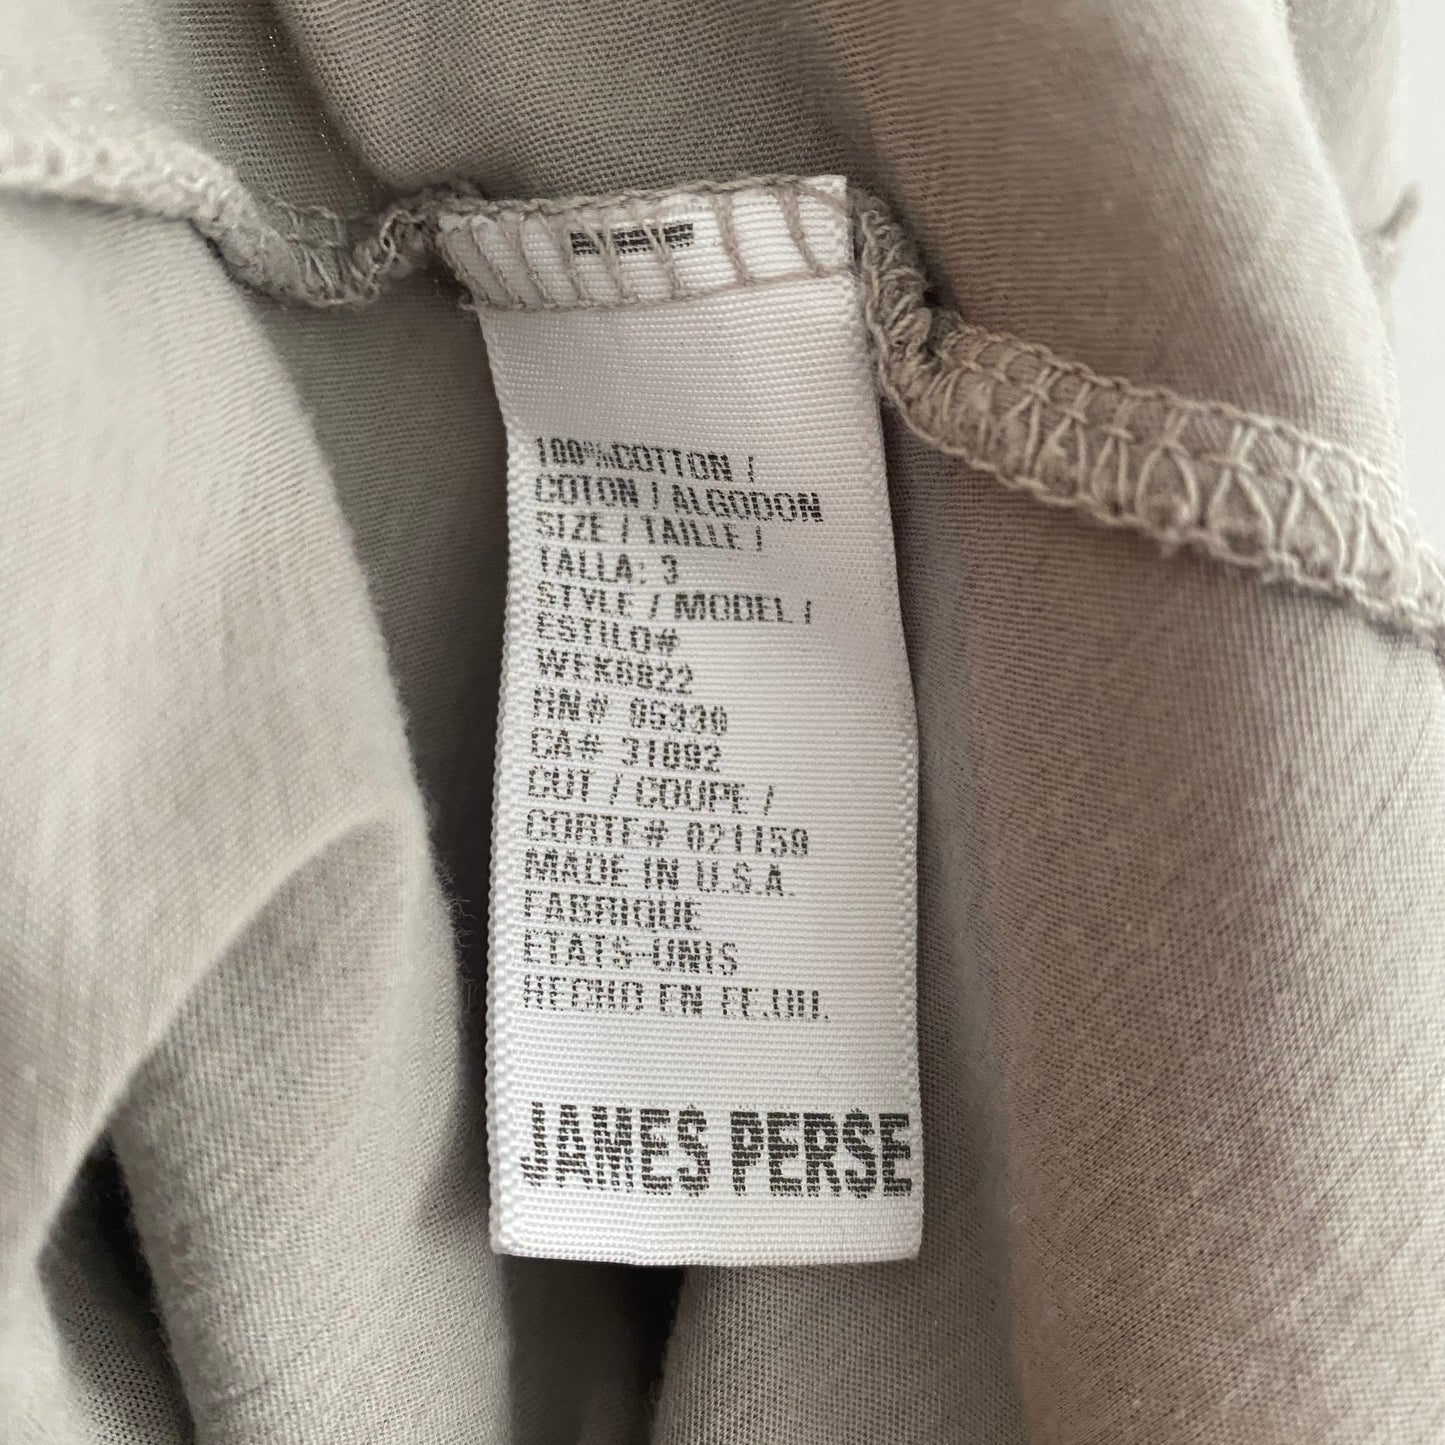 100% COTTON /
COTON / ALGODON
SIZE / TAILLE /
TALLA: 3
STYLE / MODEL /
ESTILO#
WEK6822
RN# 95330
CA# 31092
CUT / COUPE /
CORTE# 021159
MADE IN U.S.A.
FABRIQUE
ETATS-UNIS
HECHO EN EE.UU.
JAMES PERSE